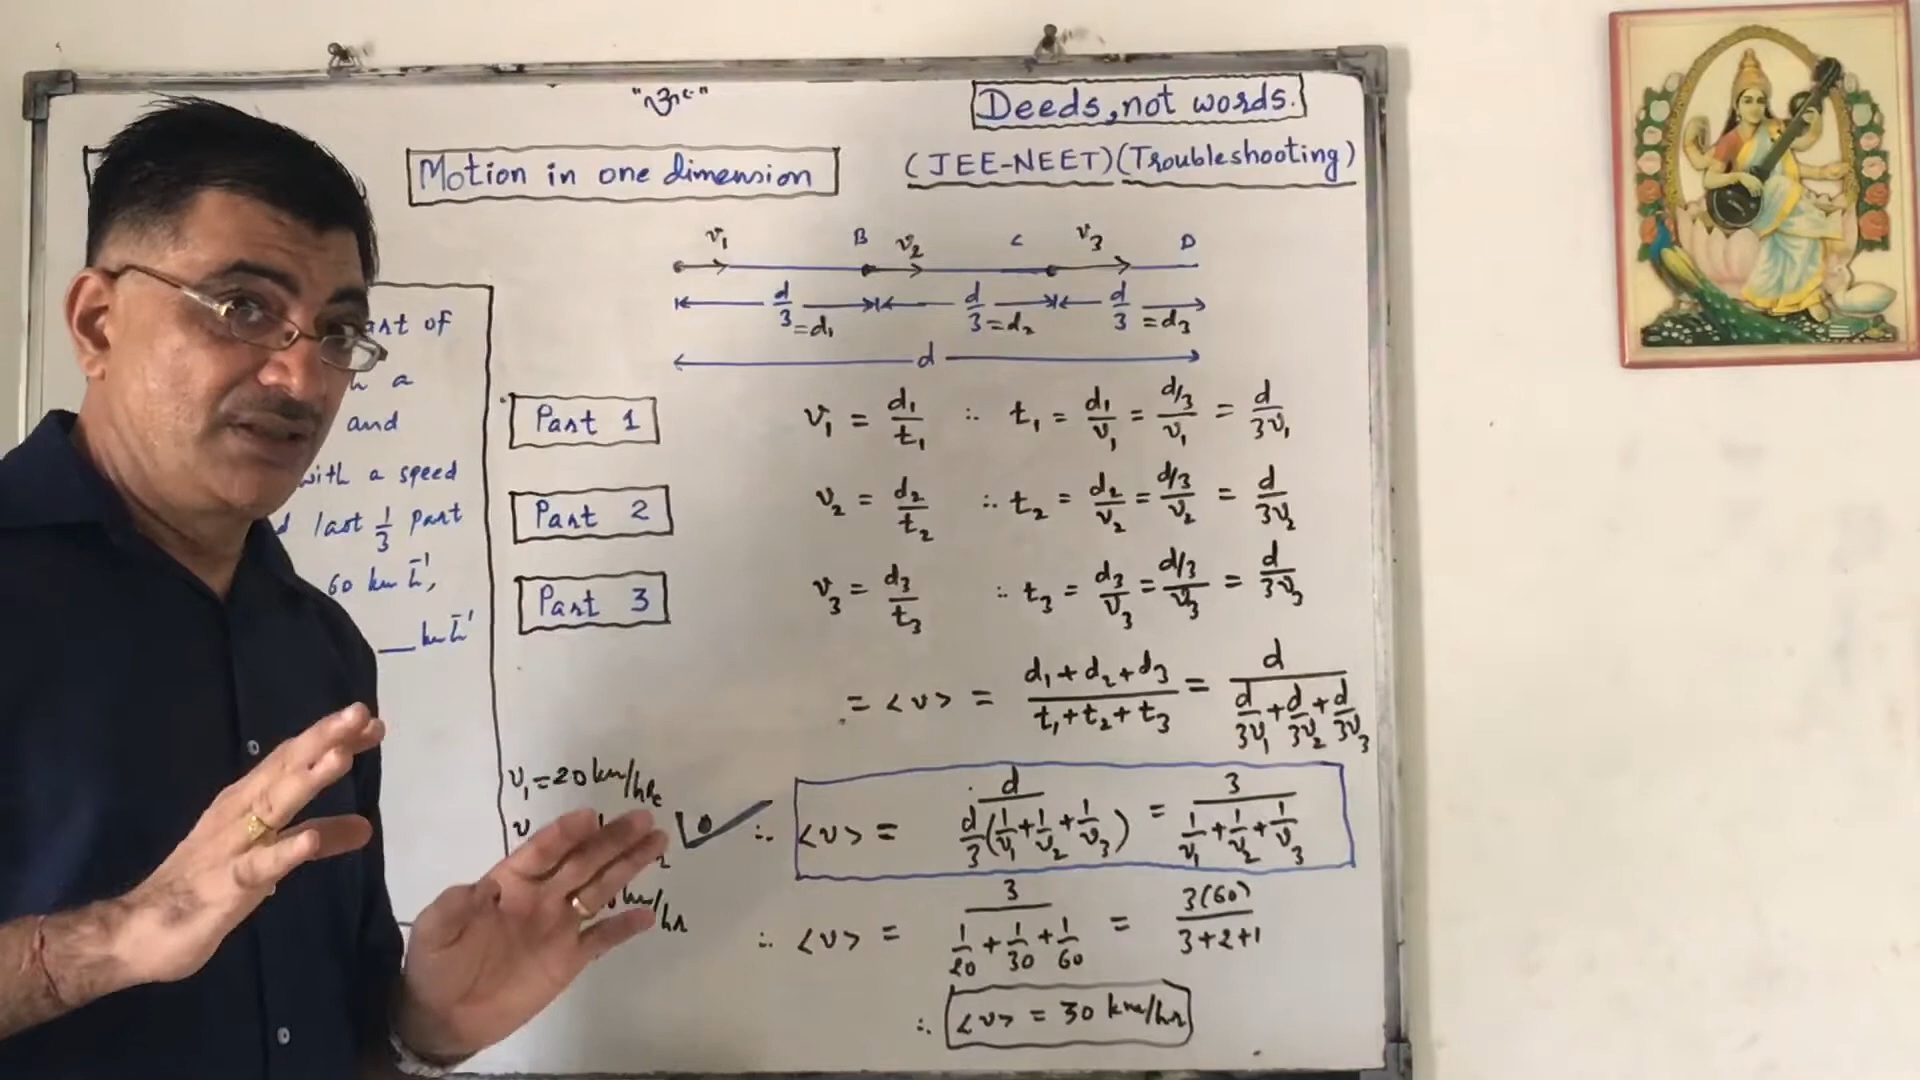 "ૐ"
Deeds, not words.
Motion in one dimension
(JEE-NEET) (Troubleshooting)
v₁ B v₂ C v₃ D
d/3 = d₁ d/3 = d₂ d/3 = d₃
d
part of
a
and
with a speed
last 1/3 part
60 km h⁻¹,
__ km h⁻¹
Part 1 v₁ = d₁/t₁ ∴ t₁ = d₁/v₁ = (d/3)/v₁ = d/(3v₁)
Part 2 v₂ = d₂/t₂ ∴ t₂ = d₂/v₂ = (d/3)/v₂ = d/(3v₂)
Part 3 v₃ = d₃/t₃ ∴ t₃ = d₃/v₃ = (d/3)/v₃ = d/(3v₃)
= <v> = (d₁ + d₂ + d₃)/(t₁ + t₂ + t₃) = d/(d/(3v₁) + d/(3v₂) + d/(3v₃))
v₁ = 20 km/hr
v
km/hr
∴ <v> = d/(d/3(1/v₁ + 1/v₂ + 1/v₃)) = 3/(1/v₁ + 1/v₂ + 1/v₃)
∴ <v> = 3/(1/20 + 1/30 + 1/60) = 3(60)/(3+2+1)
∴ <v> = 30 km/hr